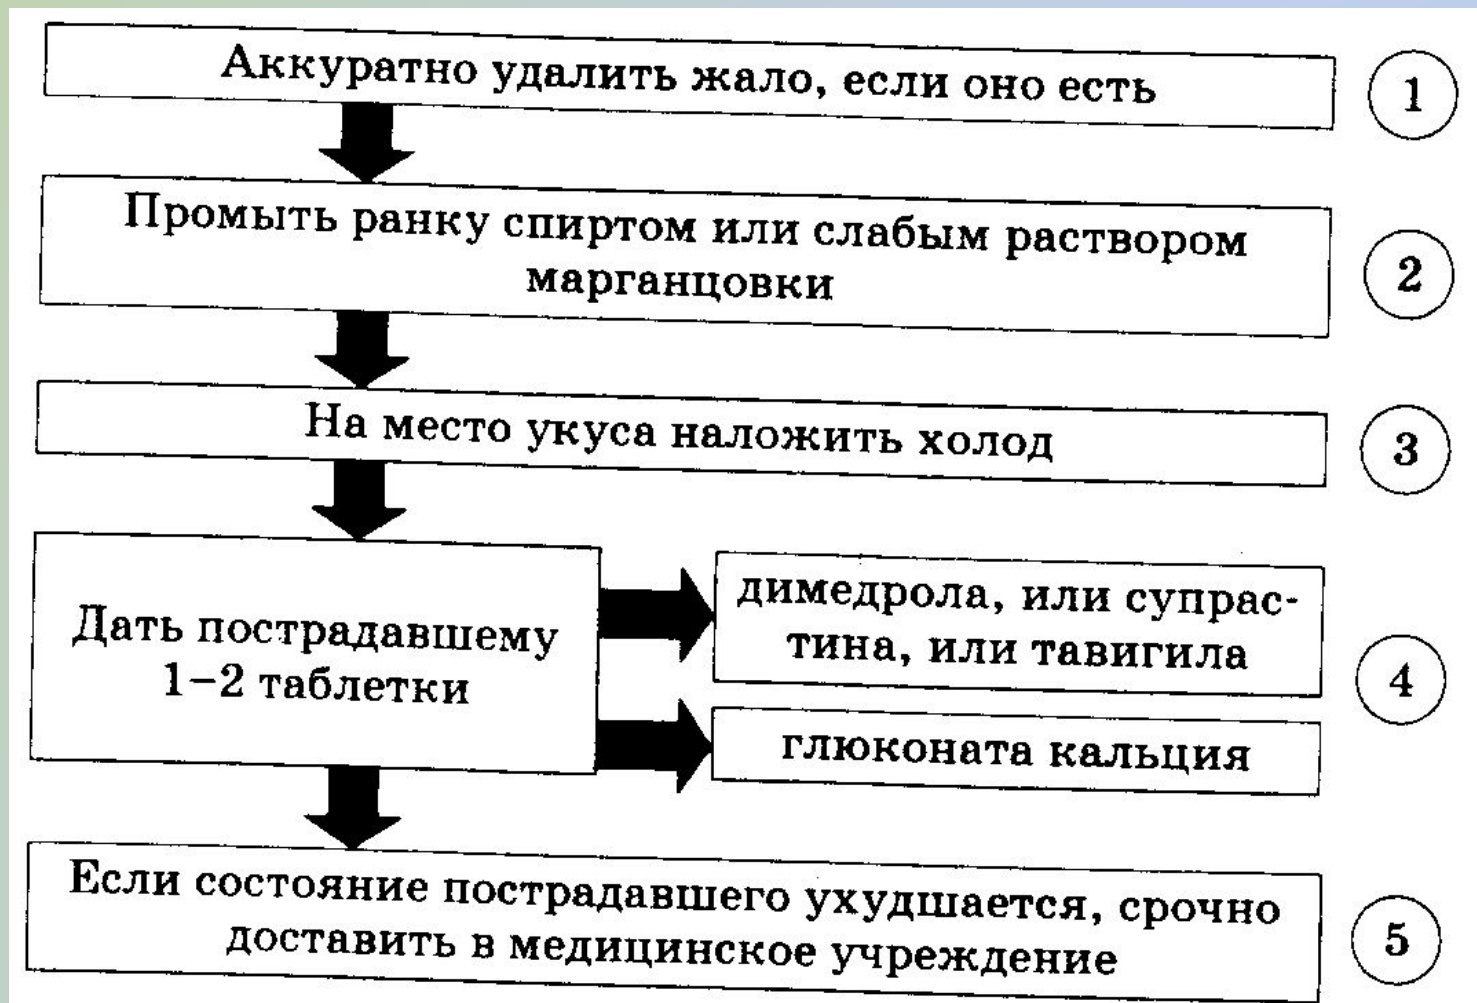 Аккуратно удалить жало, если оно есть
1
Промыть ранку спиртом или слабым раствором
марганцовки
2
На место укуса наложить холод
3
Дать пострадавшему
1–2 таблетки
димедрола, или супрас-
тина, или тавигила
глюконата кальция
4
Если состояние пострадавшего ухудшается, срочно
доставить в медицинское учреждение
5